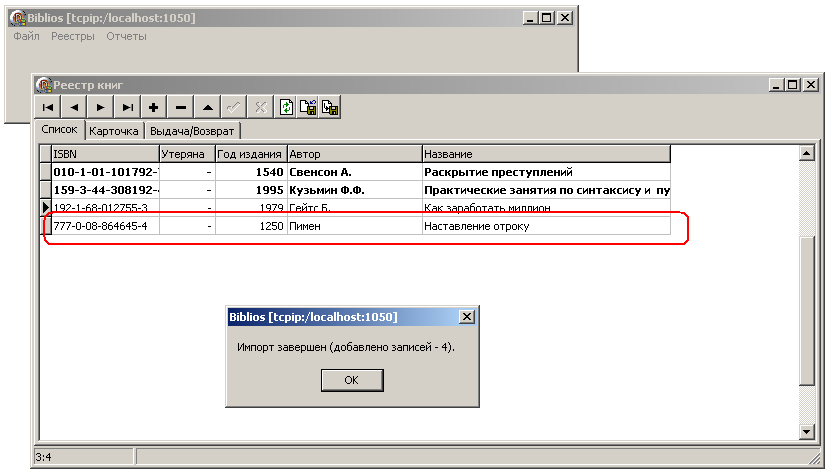 Biblios [tcpip:/localhost:1050]
Файл Реестры Отчеты
Реестр книг
Список Карточка Выдача/Возврат
ISBN Утеряна Год издания Автор Название
010-1-01-101792- - 1540 Свенсон А. Раскрытие преступлений
159-3-44-308192- - 1995 Кузьмин Ф.Ф. Практические занятия по синтаксису и пу
192-1-68-012755-3 - 1979 Гейтс Б. Как заработать миллион
777-0-08-864645-4 - 1250 Пимен Наставление отроку
Biblios [tcpip:/localhost:1050]
Импорт завершен (добавлено записей - 4).
OK
3:4